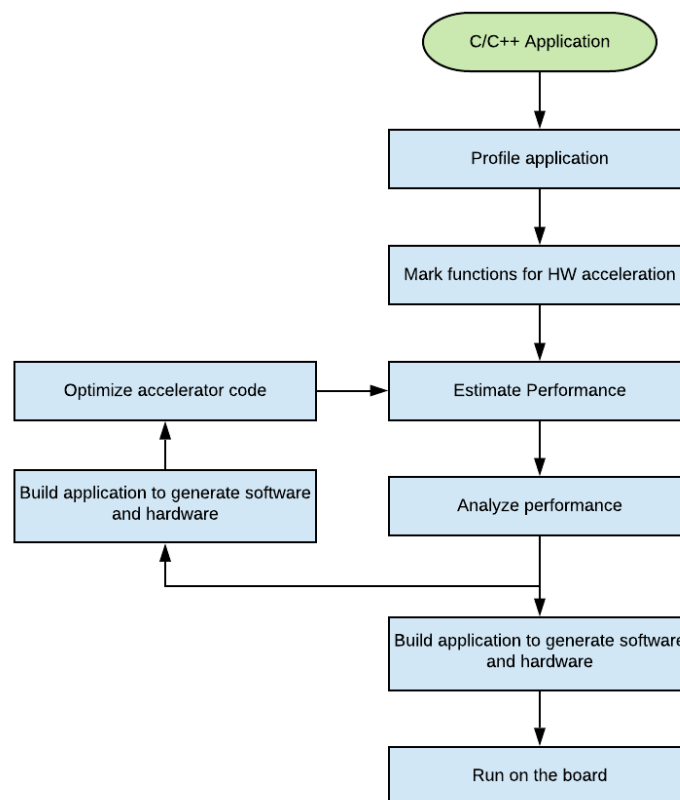 C/C++ Application
Profile application
Mark functions for HW acceleration
Optimize accelerator code
Estimate Performance
Build application to generate software
and hardware
Analyze performance
Build application to generate software
and hardware
Run on the board